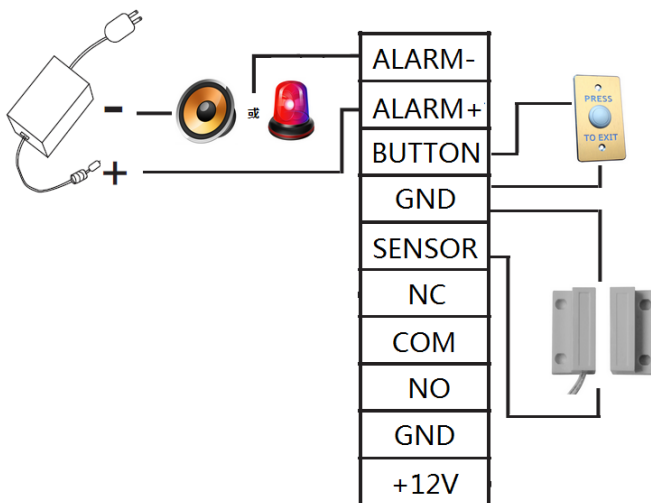 ALARM-
ALARM+
BUTTON
GND
SENSOR
NC
COM
NO
GND
+12V
-
+
或
PRESS
TO EXIT